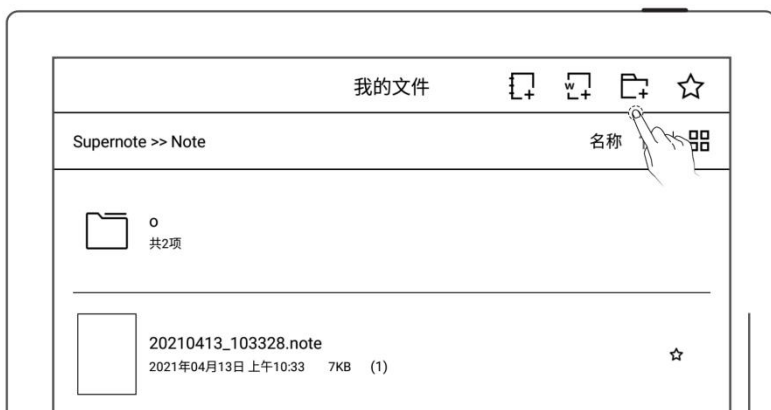 我的文件
Supernote >> Note
名称
o
共2项
20210413_103328.note
2021年04月13日 上午10:33 7KB (1)